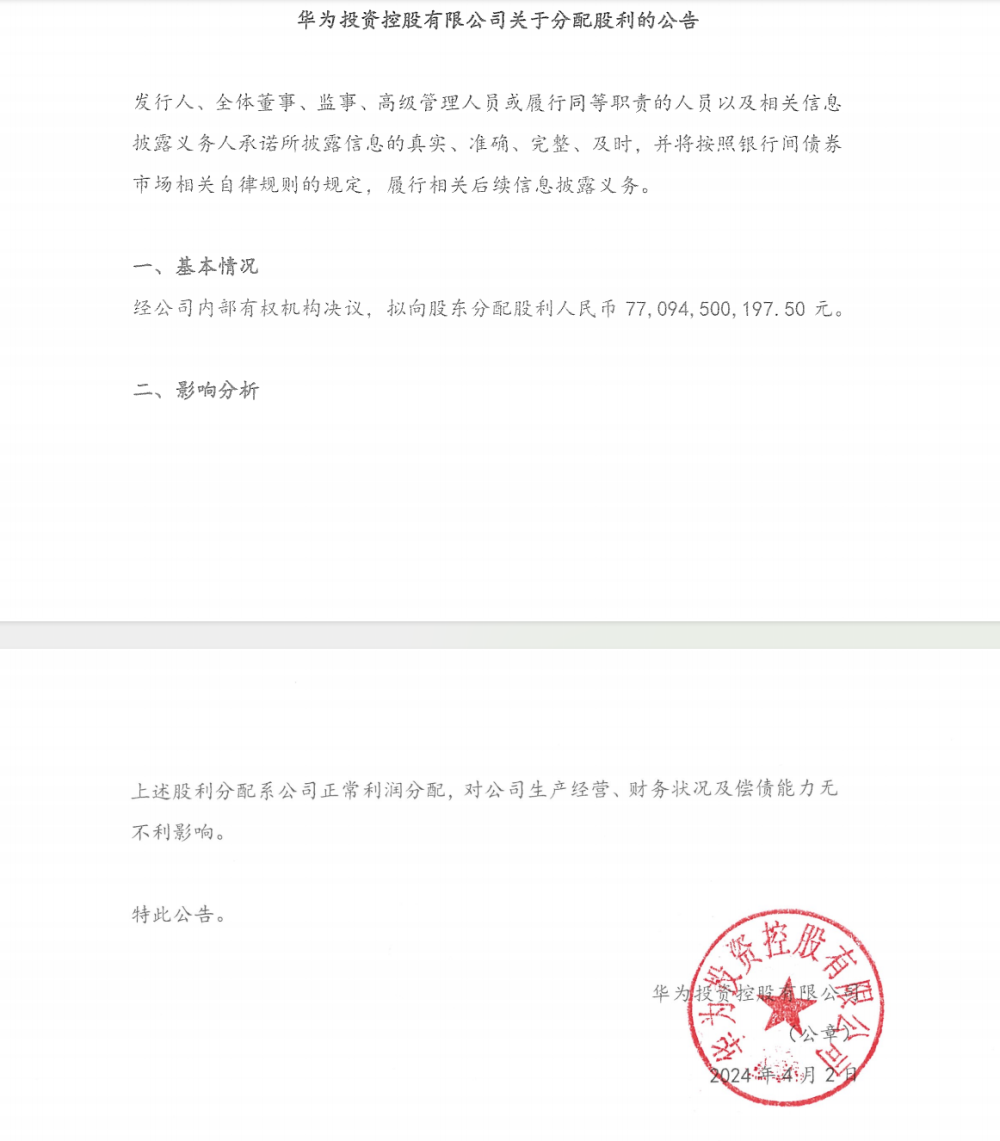 华为投资控股有限公司关于分配股利的公告
发行人、全体董事、监事、高级管理人员或履行同等职责的人员以及相关信息
披露义务人承诺所披露信息的真实、准确、完整、及时，并将按照银行间债券
市场相关自律规则的规定，履行相关后续信息披露义务。
一、基本情况
经公司内部有权机构决议，拟向股东分配股利人民币 77,094,500,197.50 元。
二、影响分析
上述股利分配系公司正常利润分配，对公司生产经营、财务状况及偿债能力无
不利影响。
特此公告。
华为投资控股有限公司
华为投资控股有限公司
（公章）
2024 年 4 月 2 日